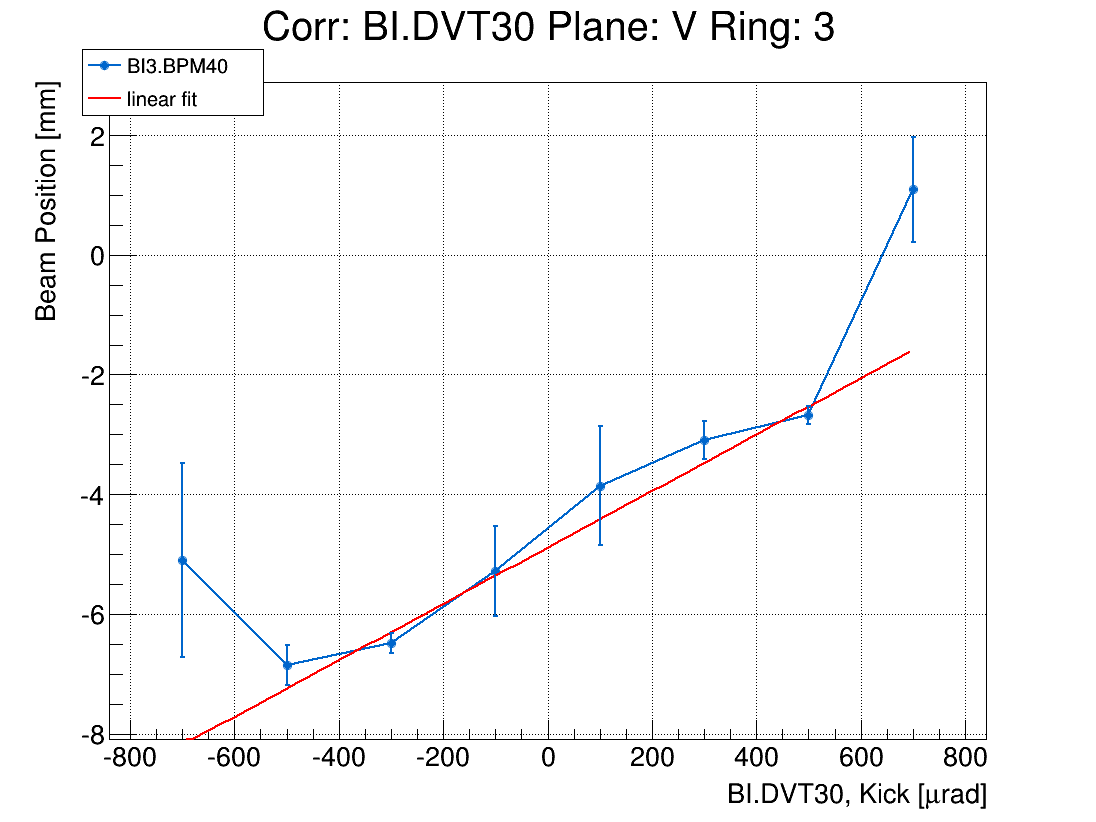 Corr: BI.DVT30 Plane: V Ring: 3
BI3.BPM40
linear fit
Beam Position [mm]
2
0
-2
-4
-6
-8
-800 -600 -400 -200 0 200 400 600 800
BI.DVT30, Kick [μrad]